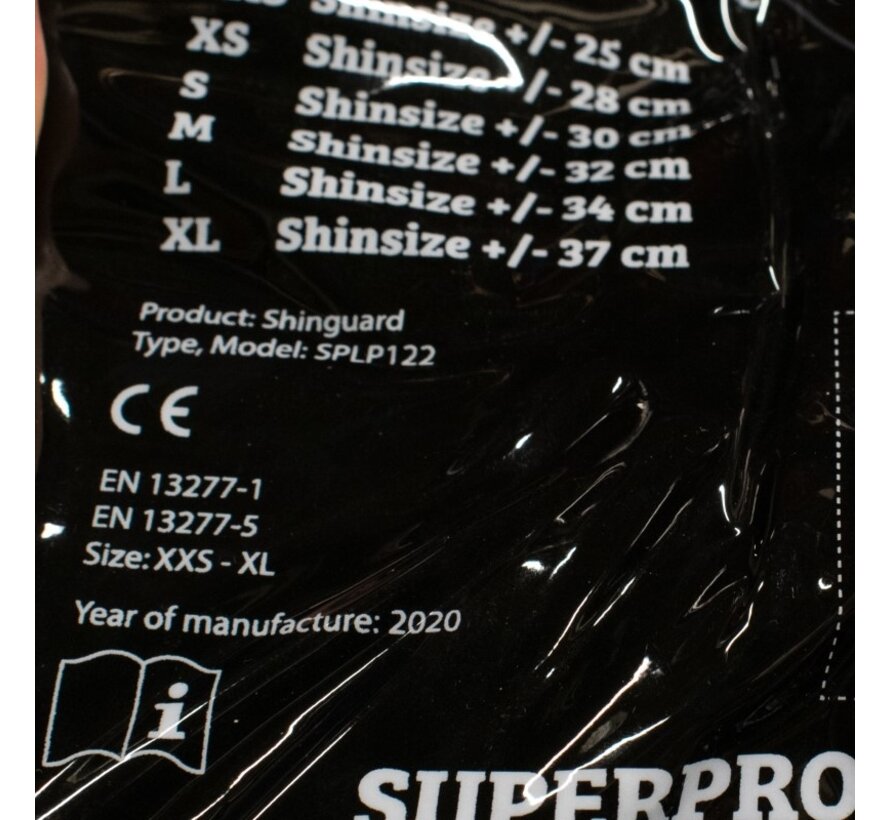 Shinsize +/- 25 cm
XS Shinsize +/- 28 cm
S Shinsize +/- 30 cm
M Shinsize +/- 32 cm
L Shinsize +/- 34 cm
XL Shinsize +/- 37 cm
Product: Shinguard
Type, Model: SPLP122
CE
EN 13277-1
EN 13277-5
Size: XXS - XL
Year of manufacture: 2020
i
SUPERPRO